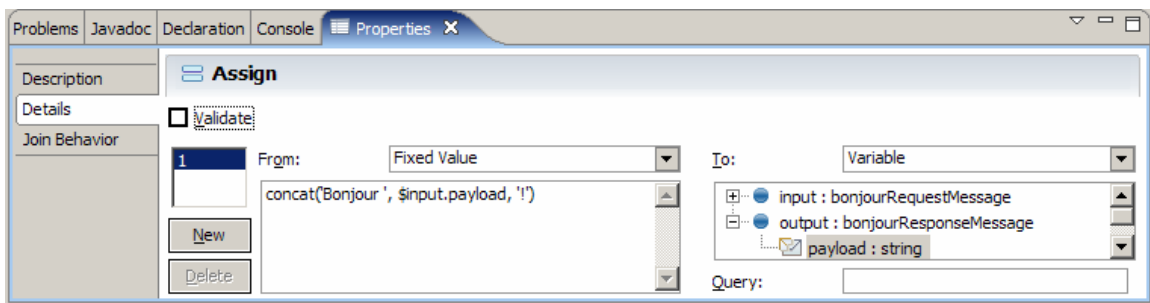 Problems Javadoc Declaration Console Properties
Description
Details
Join Behavior
Assign
Validate
1
From: Fixed Value To: Variable
concat('Bonjour ', $input.payload, '!')
input : bonjourRequestMessage
output : bonjourResponseMessage
payload : string
New
Delete
Query: